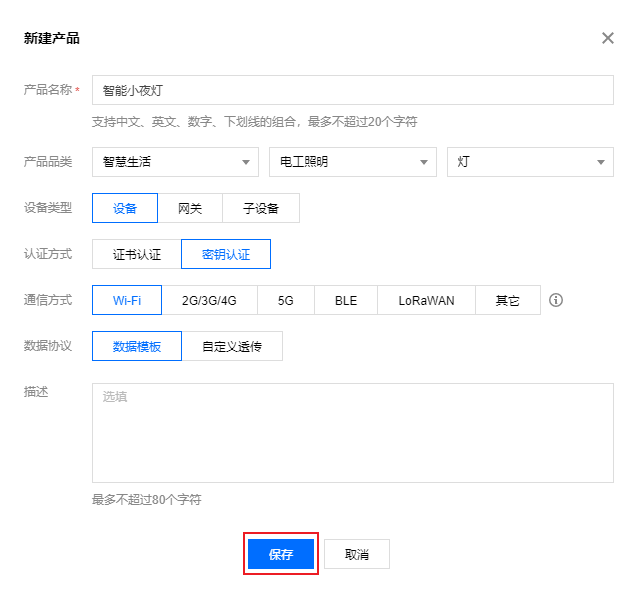 新建产品
产品名称 * 智能小夜灯
支持中文、英文、数字、下划线的组合，最多不超过20个字符
产品品类 智慧生活 电工照明 灯
设备类型 设备 网关 子设备
认证方式 证书认证 密钥认证
通信方式 Wi-Fi 2G/3G/4G 5G BLE LoRaWAN 其它
数据协议 数据模板 自定义透传
描述 选填
最多不超过80个字符
保存 取消